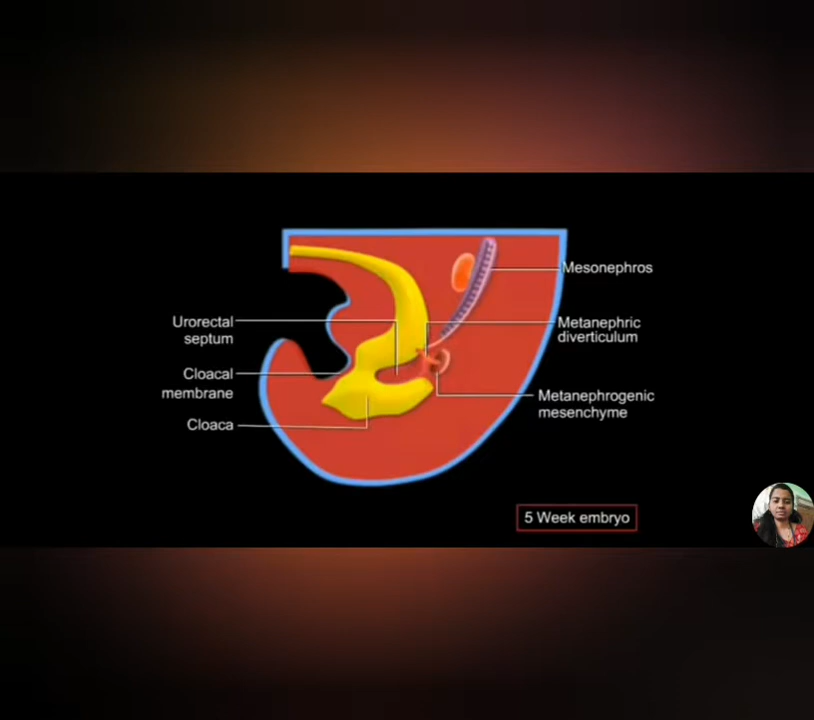 Mesonephros
Urorectal
septum
Metanephric
diverticulum
Cloacal
membrane
Metanephrogenic
mesenchyme
Cloaca
5 Week embryo